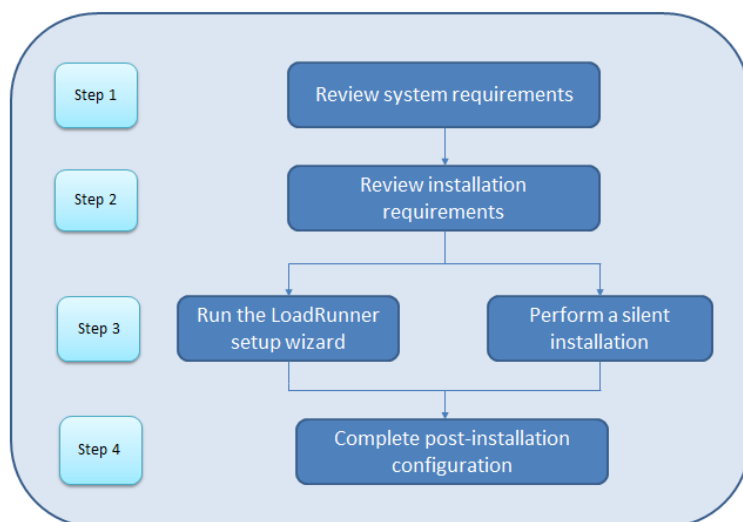 Step 1
Review system requirements
Step 2
Review installation
requirements
Step 3
Run the LoadRunner
setup wizard
Perform a silent
installation
Step 4
Complete post-installation
configuration